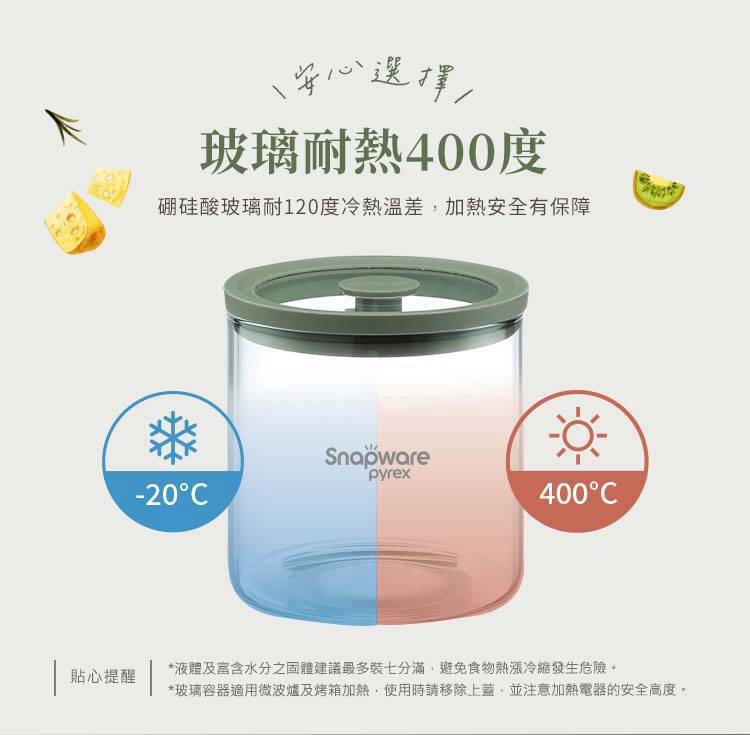 安心選擇
玻璃耐熱400度
硼硅酸玻璃耐120度冷熱溫差，加熱安全有保障
Snapware
pyrex
-20°C
400°C
貼心提醒
*液體及富含水分之固體建議最多裝七分滿，避免食物熱漲冷縮發生危險。
*玻璃容器適用微波爐及烤箱加熱，使用時請移除上蓋，並注意加熱電器的安全高度。